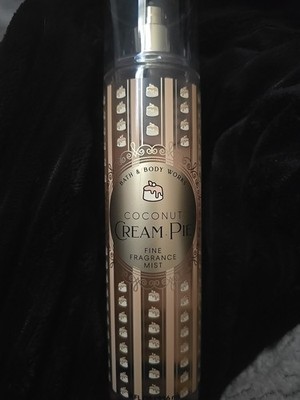 BATH & BODY WORKS
COCONUT
CREAM PIE
FINE
FRAGRANCE
MIST